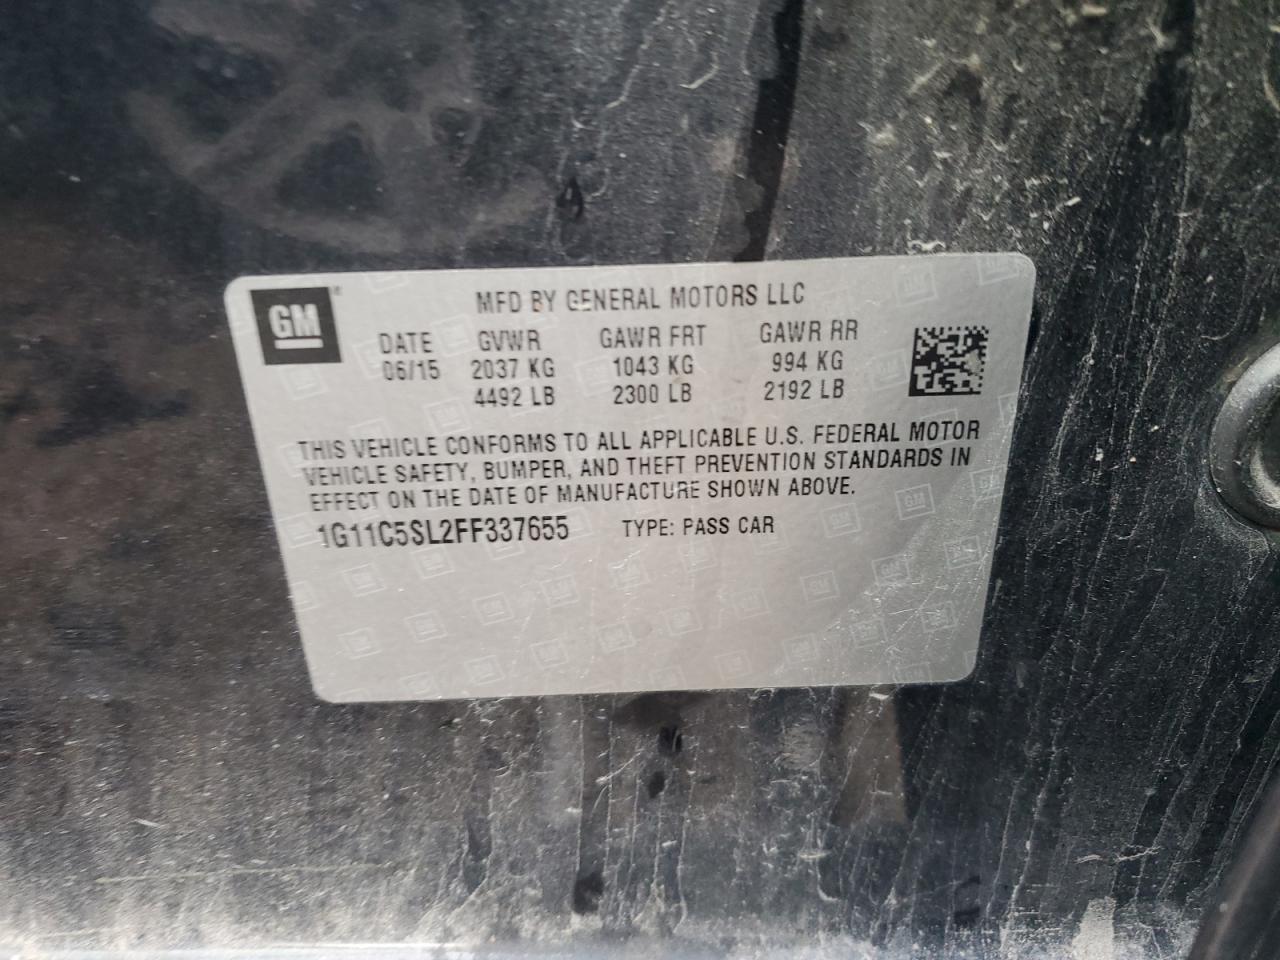 GM
MFD BY GENERAL MOTORS LLC
DATE GVWR GAWR FRT GAWR RR
06/15 2037 KG 1043 KG 994 KG
4492 LB 2300 LB 2192 LB
THIS VEHICLE CONFORMS TO ALL APPLICABLE U.S. FEDERAL MOTOR
VEHICLE SAFETY, BUMPER, AND THEFT PREVENTION STANDARDS IN
EFFECT ON THE DATE OF MANUFACTURE SHOWN ABOVE.
1G11C5SL2FF337655 TYPE: PASS CAR